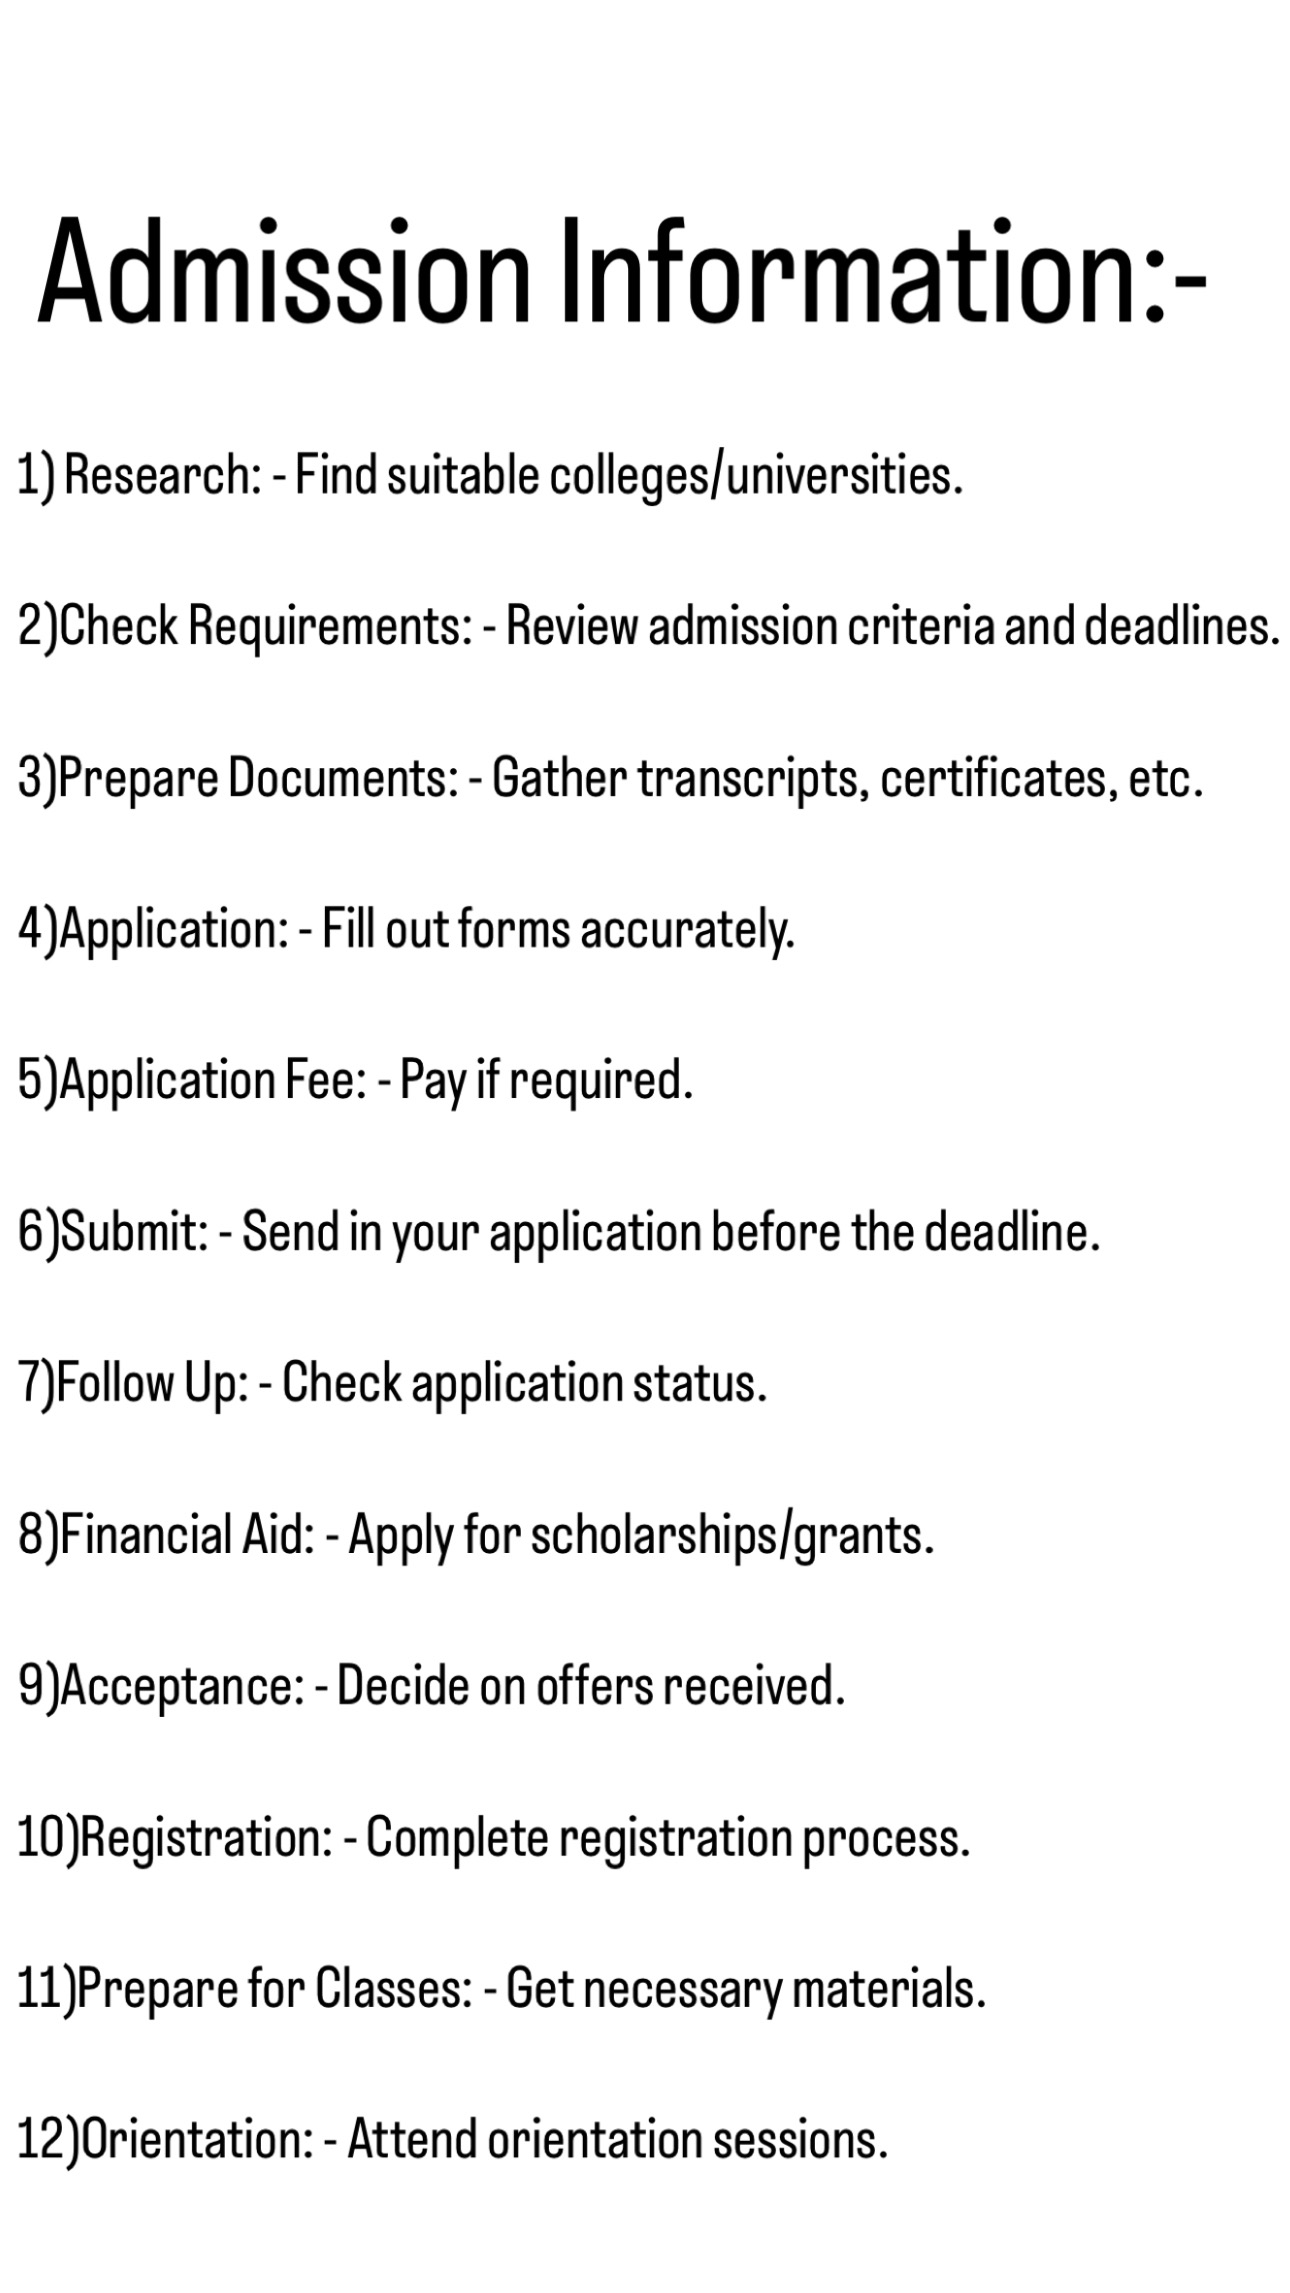 Admission Information:-
1) Research: - Find suitable colleges/universities.
2)Check Requirements: - Review admission criteria and deadlines.
3)Prepare Documents: - Gather transcripts, certificates, etc.
4)Application: - Fill out forms accurately.
5)Application Fee: - Pay if required.
6)Submit: - Send in your application before the deadline.
7)Follow Up: - Check application status.
8)Financial Aid: - Apply for scholarships/grants.
9)Acceptance: - Decide on offers received.
10)Registration: - Complete registration process.
11)Prepare for Classes: - Get necessary materials.
12)Orientation: - Attend orientation sessions.